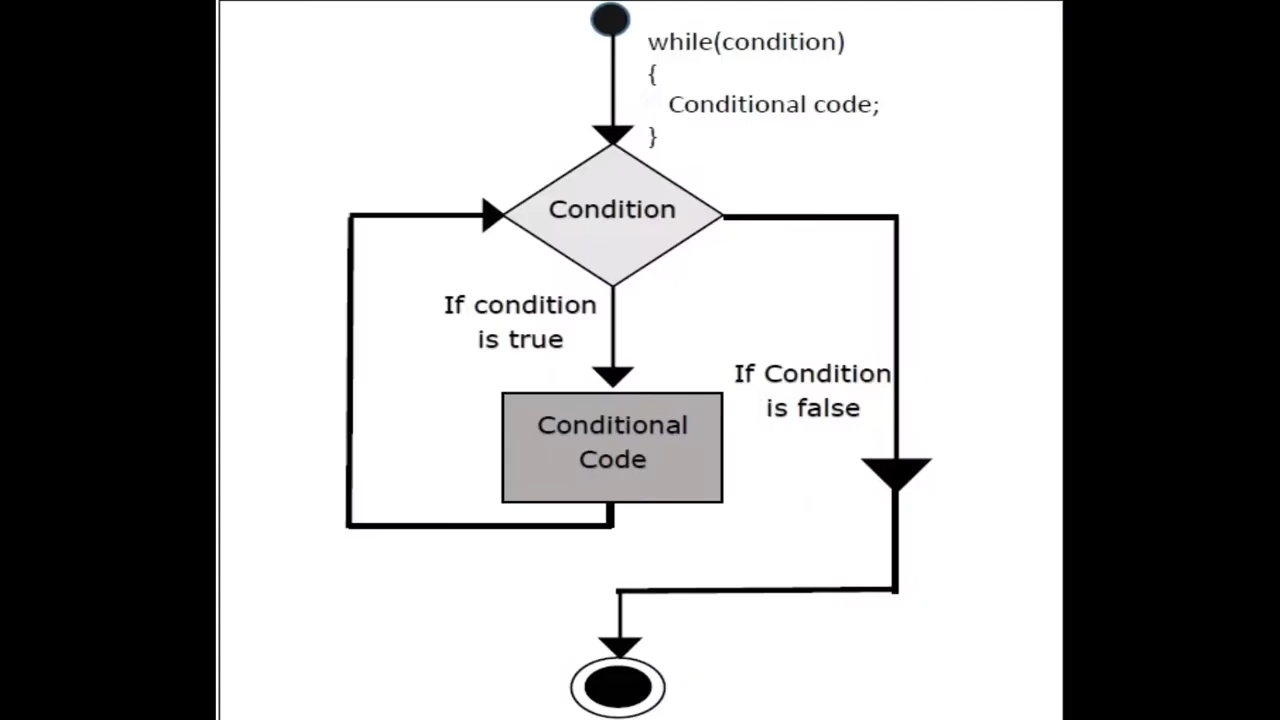 while(condition)
{
Conditional code;
}
Condition
If condition
is true
If Condition
is false
Conditional
Code